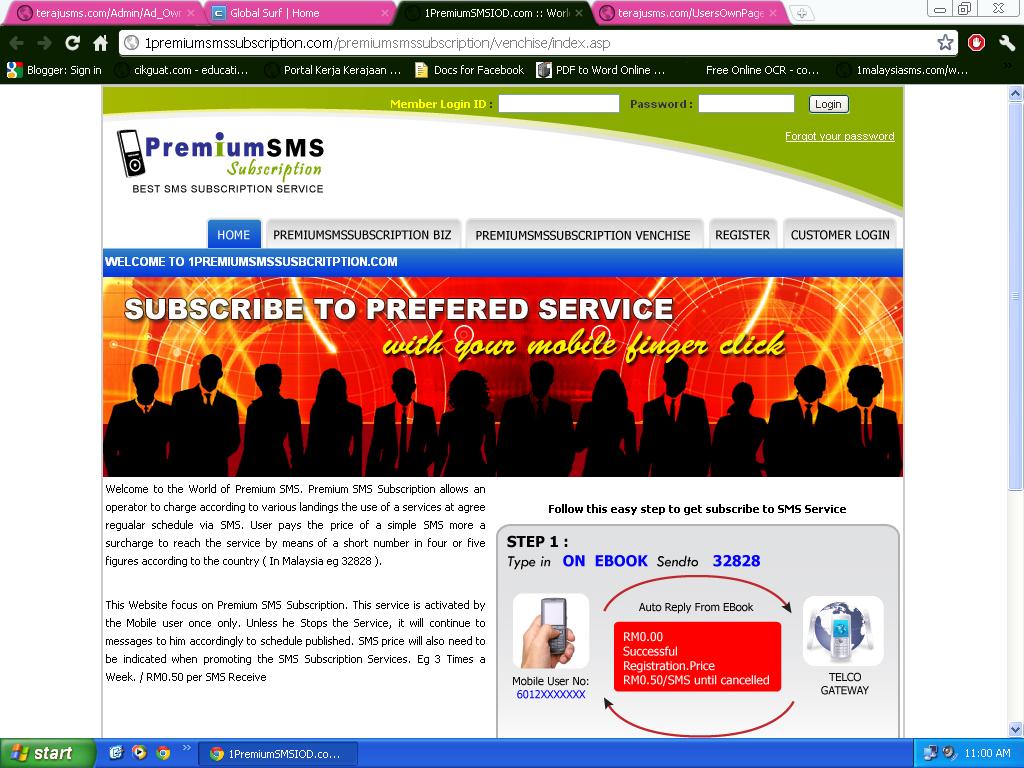 terajusms.com/Admin/Ad_Owr
Global Surf | Home
1PremiumSMSIOD.com :: Worl
terajusms.com/UsersOwnPage
1premiumsmssubscription.com/premiumsmssubscription/venchise/index.asp
Blogger: Sign in
cikguat.com - educati...
Portal Kerja Kerajaan ...
Docs for Facebook
PDF to Word Online ...
Free Online OCR - co...
1malaysiasms.com/w...
Member Login ID :
Password :
Login
Forgot your password
PremiumSMS
Subscription
BEST SMS SUBSCRIPTION SERVICE
HOME
PREMIUMSMSSUBSCRIPTION BIZ
PREMIUMSMSSUBSCRIPTION VENCHISE
REGISTER
CUSTOMER LOGIN
WELCOME TO 1PREMIUMSMSSUSBCRITPTION.COM
SUBSCRIBE TO PREFERED SERVICE
with your mobile finger click
Welcome to the World of Premium SMS. Premium SMS Subscription allows an
operator to charge according to various landings the use of a services at agree
regualar schedule via SMS. User pays the price of a simple SMS more a
surcharge to reach the service by means of a short number in four or five
figures according to the country ( In Malaysia eg 32828 ).
This Website focus on Premium SMS Subscription. This service is activated by
the Mobile user once only. Unless he Stops the Service, it will continue to
messages to him accordingly to schedule published. SMS price will also need to
be indicated when promoting the SMS Subscription Services. Eg 3 Times a
Week. / RM0.50 per SMS Receive
Follow this easy step to get subscribe to SMS Service
STEP 1 :
Type in ON EBOOK Sendto 32828
Auto Reply From EBook
RM0.00
Successful
Registration.Price
RM0.50/SMS until cancelled
Mobile User No:
6012XXXXXXX
TELCO
GATEWAY
start
1PremiumSMSIOD.co...
11:00 AM